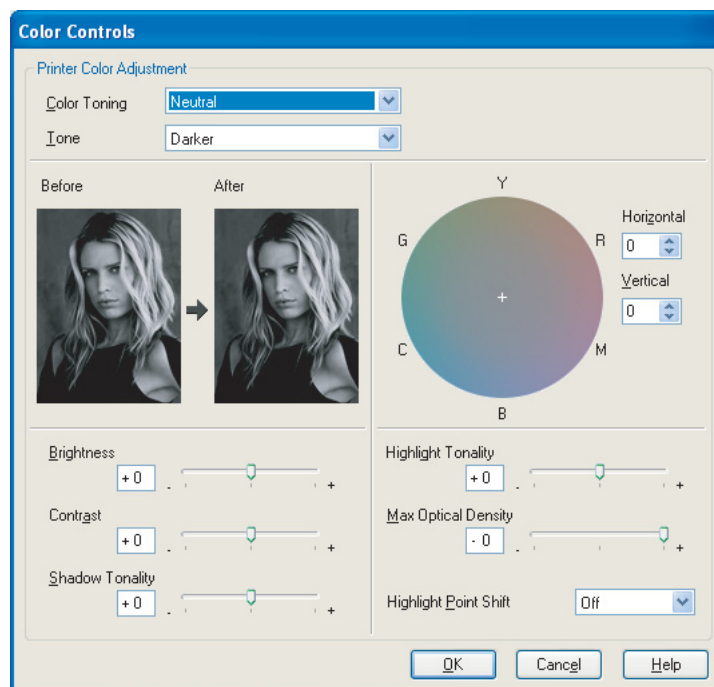 Color Controls
Printer Color Adjustment
Color Toning
Neutral
Tone
Darker
Before
After
Y
G
R
C
M
B
Horizontal
0
Vertical
0
Brightness
+ 0
- +
Contrast
+ 0
- +
Shadow Tonality
+ 0
- +
Highlight Tonality
+ 0
- +
Max Optical Density
- 0
- +
Highlight Point Shift
Off
OK
Cancel
Help